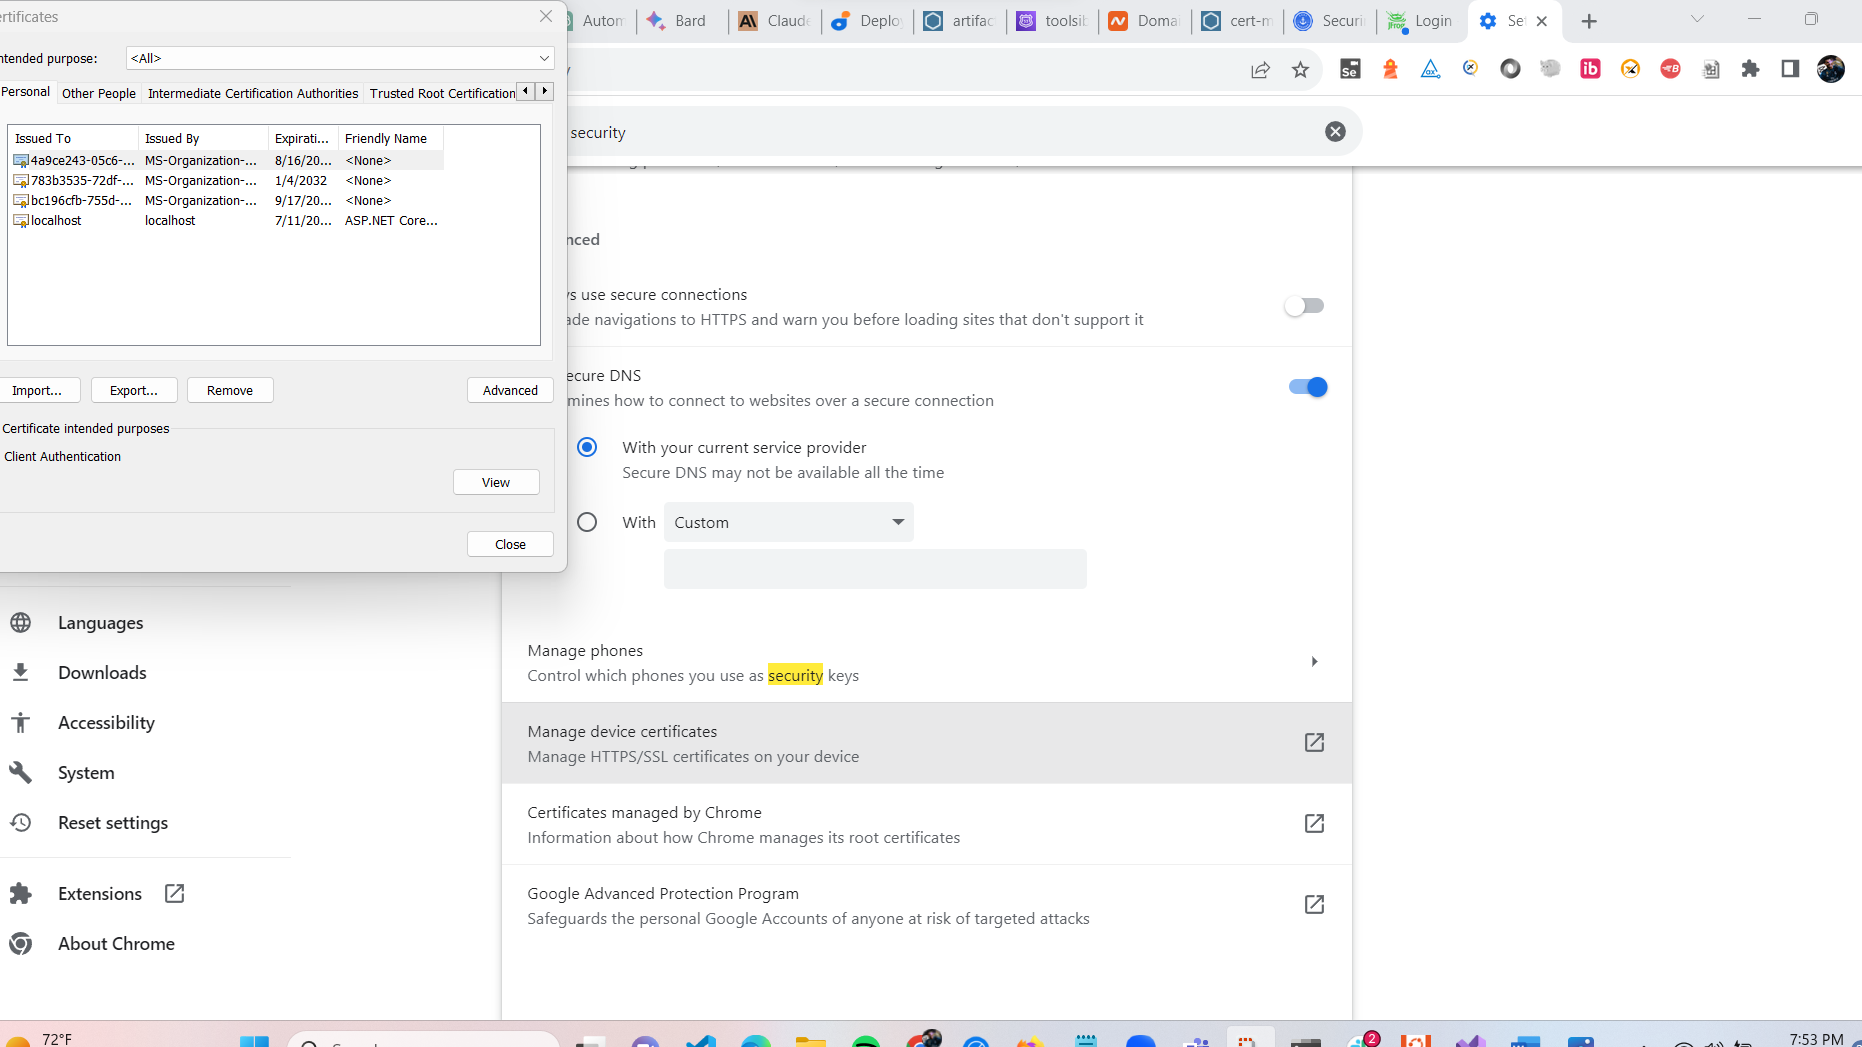 ertificates
Autom
Bard
Claude
Deploy
artifac
toolsib
Domai
cert-m
Securi
Login
Se
ntended purpose:
<All>
Personal
Other People
Intermediate Certification Authorities
Trusted Root Certification
security
Issued To
Issued By
Expirati...
Friendly Name
4a9ce243-05c6-...
MS-Organization-...
8/16/20...
<None>
783b3535-72df-...
MS-Organization-...
1/4/2032
<None>
bc196cfb-755d-...
MS-Organization-...
9/17/20...
<None>
localhost
localhost
7/11/20...
ASP.NET Core...
Import...
Export...
Remove
Advanced
Certificate intended purposes
Client Authentication
View
Close
nced
s use secure connections
ade navigations to HTTPS and warn you before loading sites that don't support it
ecure DNS
mines how to connect to websites over a secure connection
With your current service provider
Secure DNS may not be available all the time
With
Custom
Languages
Downloads
Accessibility
System
Reset settings
Extensions
About Chrome
Manage phones
Control which phones you use as security keys
Manage device certificates
Manage HTTPS/SSL certificates on your device
Certificates managed by Chrome
Information about how Chrome manages its root certificates
Google Advanced Protection Program
Safeguards the personal Google Accounts of anyone at risk of targeted attacks
72°F
2
7:53 PM